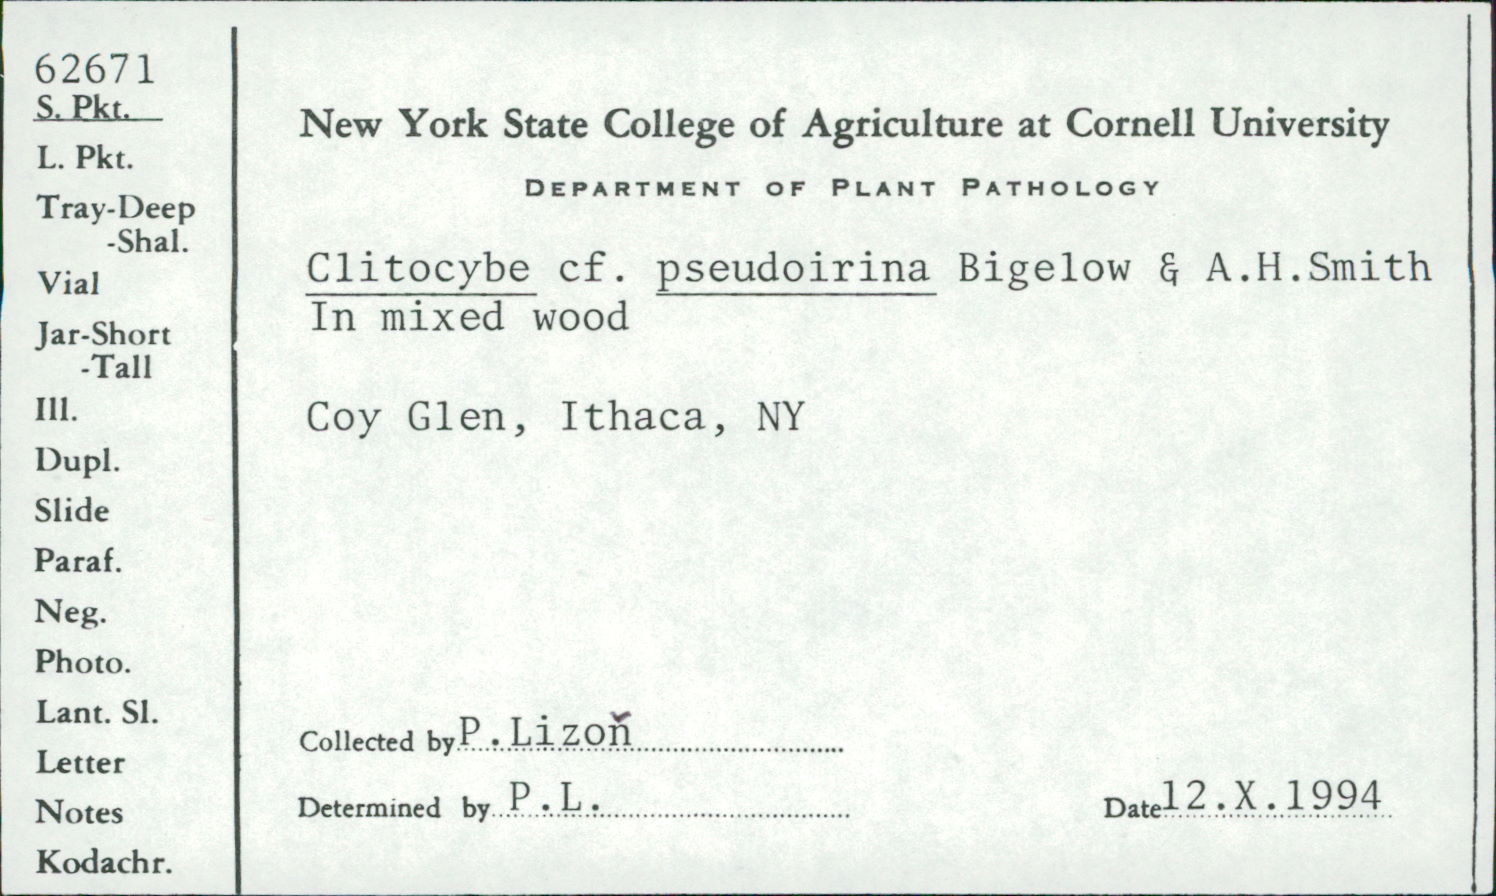 62671
S. Pkt.
L. Pkt.
Tray-Deep
-Shal.
Vial
Jar-Short
-Tall
Ill.
Dupl.
Slide
Paraf.
Neg.
Photo.
Lant. Sl.
Letter
Notes
Kodachr.
New York State College of Agriculture at Cornell University
DEPARTMENT OF PLANT PATHOLOGY
Clitocybe cf. pseudoirina Bigelow & A.H.Smith
In mixed wood
Coy Glen, Ithaca, NY
Collected by P.Lizoň
Determined by P.L.
Date 12.X.1994